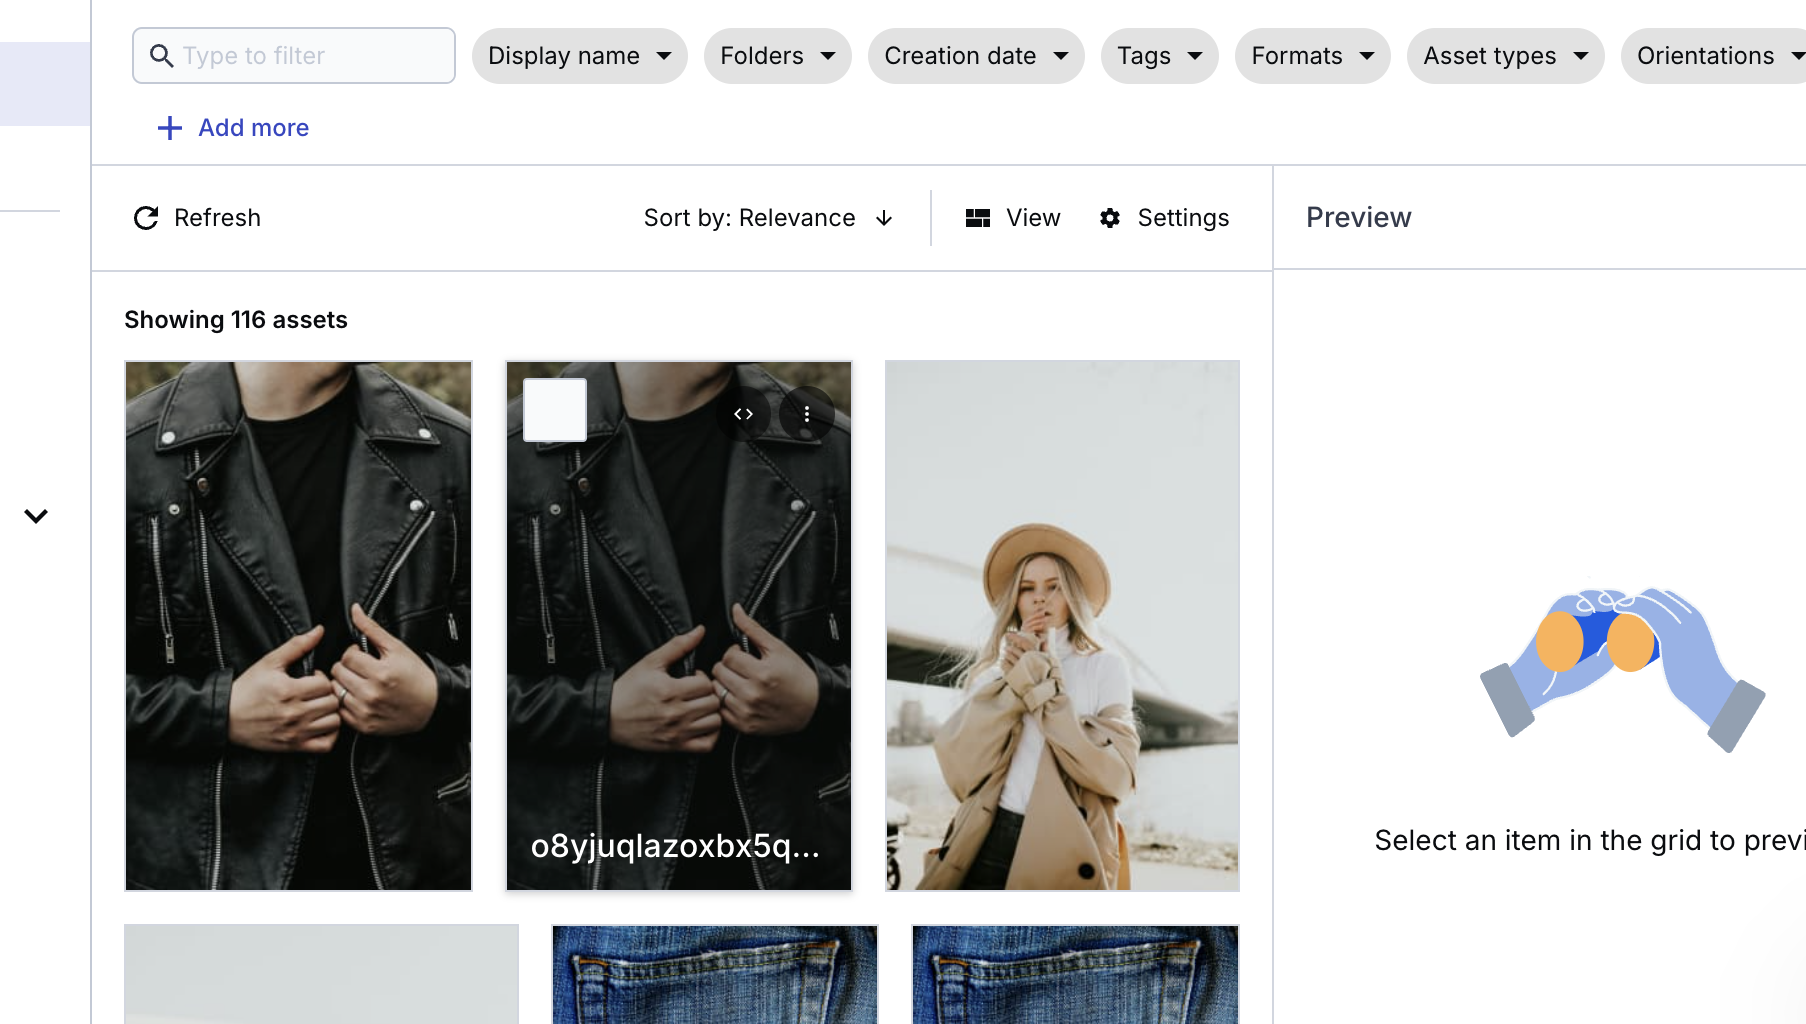 Type to filter
Display name
Folders
Creation date
Tags
Formats
Asset types
Orientations
Add more
Refresh
Sort by: Relevance
View
Settings
Preview
Showing 116 assets
o8yjuqlazoxbx5q...
Select an item in the grid to previ